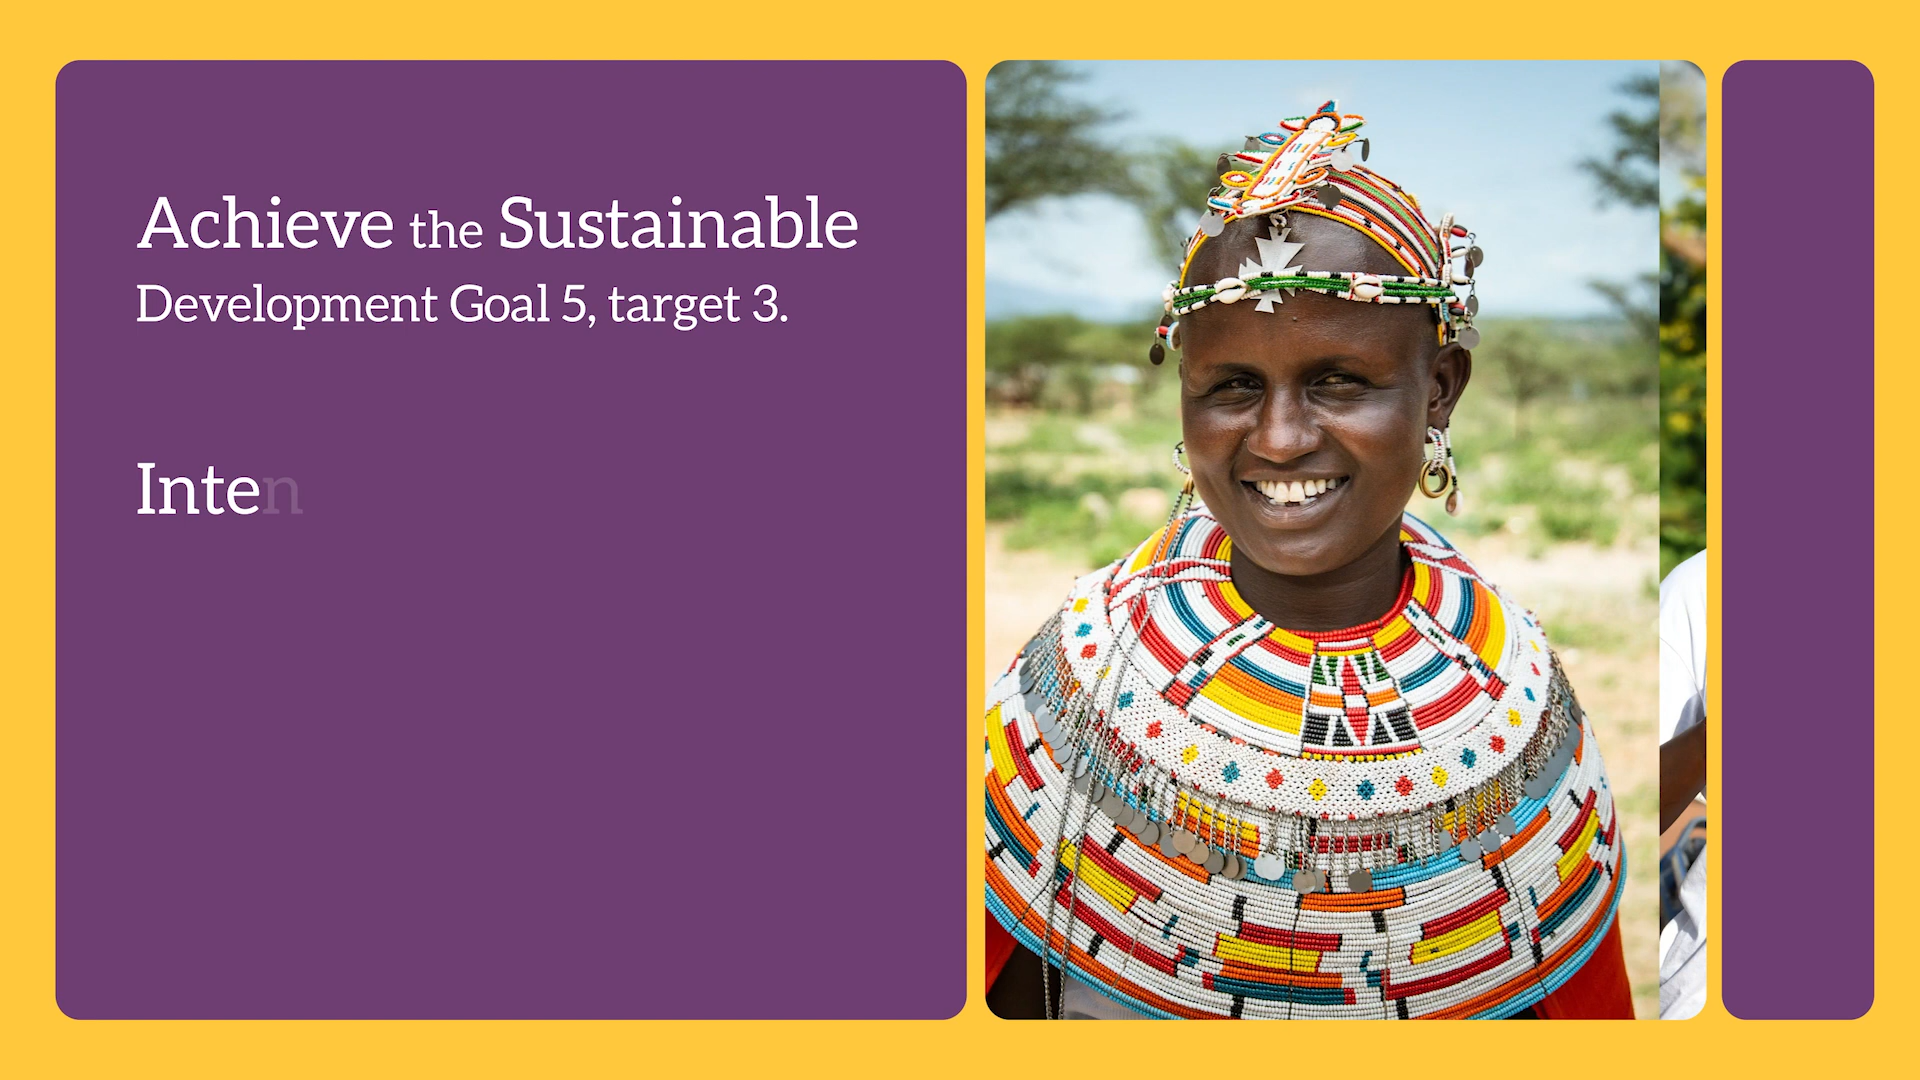 Achieve the Sustainable
Development Goal 5, target 3.
Inten